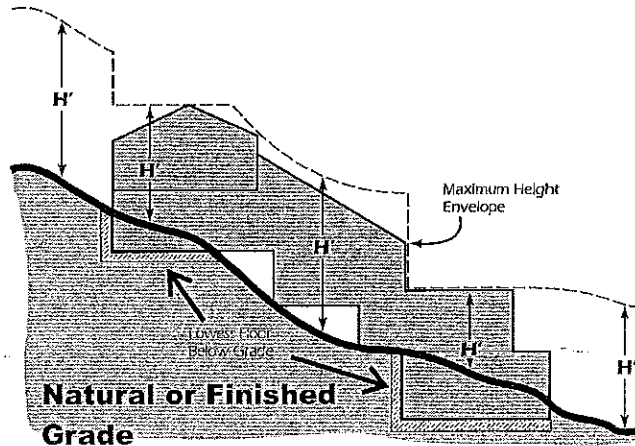 H'
H'
Maximum Height
Envelope
H'
H'
H'
Lowest Floor
Below Grade
Natural or Finished
Grade